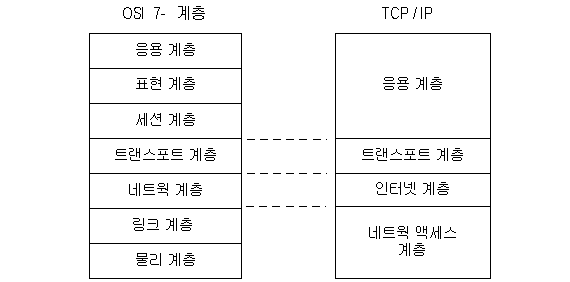 OSI 7- 계층
TCP/IP
응용 계층
표현 계층
세션 계층
트랜스포트 계층
네트웍 계층
링크 계층
물리 계층
응용 계층
트랜스포트 계층
인터넷 계층
네트웍 액세스
계층